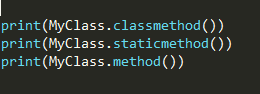 print(MyClass.classmethod())
print(MyClass.staticmethod())
print(MyClass.method())